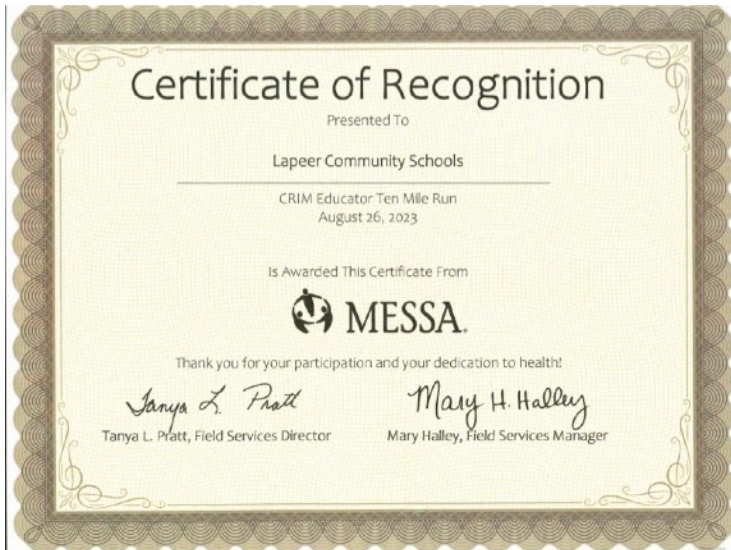 Certificate of Recognition
Presented To
Lapeer Community Schools
CRIM Educator Ten Mile Run
August 26, 2023
Is Awarded This Certificate From
MESSA.
Thank you for your participation and your dedication to health!
Tanya L. Pratt Mary H. Halley
Tanya L. Pratt, Field Services Director Mary Halley, Field Services Manager